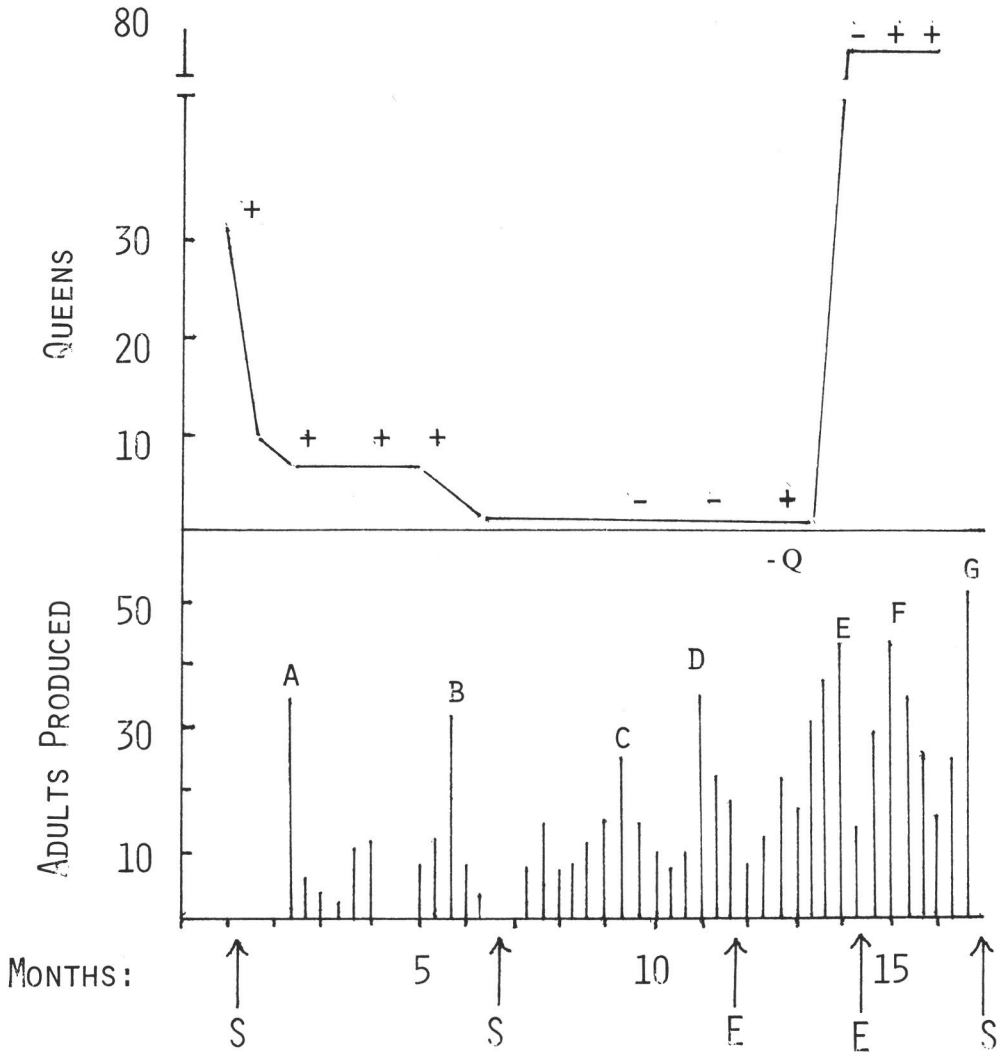 80
- + +
+
30
20
10
QUEENS
+ + +
- - +
-Q
50
30
10
ADULTS PRODUCED
A
B
C
D
E
F
G
MONTHS: 5 10 15
S S E E S